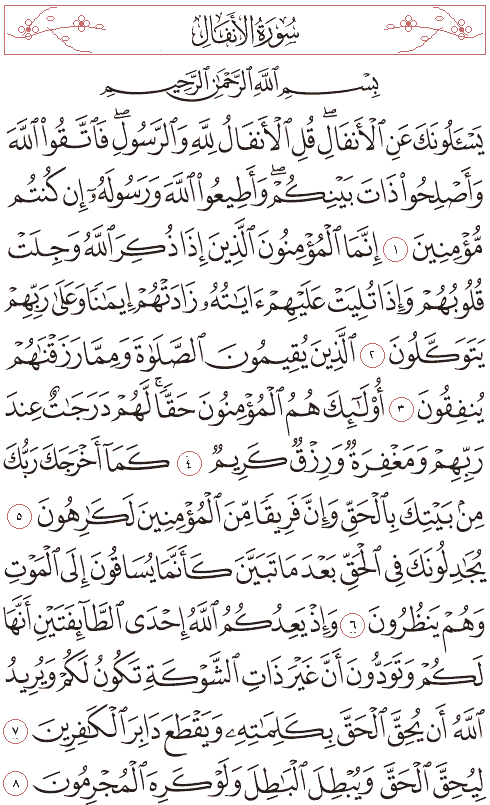 سُورَةُ الْأَنفَالِ
بِسْمِ اللَّهِ الرَّحْمَٰنِ الرَّحِيمِ
يَسْـَٔلُونَكَ عَنِ ٱلْأَنفَالِ ۖ قُلِ ٱلْأَنفَالُ لِلَّهِ وَٱلرَّسُولِ ۖ فَٱتَّقُوا۟ ٱللَّهَ
وَأَصْلِحُوا۟ ذَاتَ بَيْنِكُمْ ۖ وَأَطِيعُوا۟ ٱللَّهَ وَرَسُولَهُۥٓ إِن كُنتُم
مُّؤْمِنِينَ ١ إِنَّمَا ٱلْمُؤْمِنُونَ ٱلَّذِينَ إِذَا ذُكِرَ ٱللَّهُ وَجِلَتْ
قُلُوبُهُمْ وَإِذَا تُلِيَتْ عَلَيْهِمْ ءَايَٰتُهُۥ زَادَتْهُمْ إِيمَٰنًا وَعَلَىٰ رَبِّهِمْ
يَتَوَكَّلُونَ ٢ ٱلَّذِينَ يُقِيمُونَ ٱلصَّلَوٰةَ وَمِمَّا رَزَقْنَٰهُمْ
يُنفِقُونَ ٣ أُو۟لَٰٓئِكَ هُمُ ٱلْمُؤْمِنُونَ حَقًّا ۚ لَّهُمْ دَرَجَٰتٌ عِندَ
رَبِّهِمْ وَمَغْفِرَةٌ وَرِزْقٌ كَرِيمٌ ٤ كَمَآ أَخْرَجَكَ رَبُّكَ
مِنۢ بَيْتِكَ بِٱلْحَقِّ وَإِنَّ فَرِيقًا مِّنَ ٱلْمُؤْمِنِينَ لَكَٰرِهُونَ ٥
يُجَٰدِلُونَكَ فِى ٱلْحَقِّ بَعْدَ مَا تَبَيَّنَ كَأَنَّمَا يُسَاقُونَ إِلَى ٱلْمَوْتِ
وَهُمْ يَنظُرُونَ ٦ وَإِذْ يَعِدُكُمُ ٱللَّهُ إِحْدَى ٱلطَّآئِفَتَيْنِ أَنَّهَا
لَكُمْ وَتَوَدُّونَ أَنَّ غَيْرَ ذَاتِ ٱلشَّوْكَةِ تَكُونُ لَكُمْ وَيُرِيدُ
ٱللَّهُ أَن يُحِقَّ ٱلْحَقَّ بِكَلِمَٰتِهِۦ وَيَقْطَعَ دَابِرَ ٱلْكَٰفِرِينَ ٧
لِيُحِقَّ ٱلْحَقَّ وَيُبْطِلَ ٱلْبَٰطِلَ وَلَوْ كَرِهَ ٱلْمُجْرِمُونَ ٨